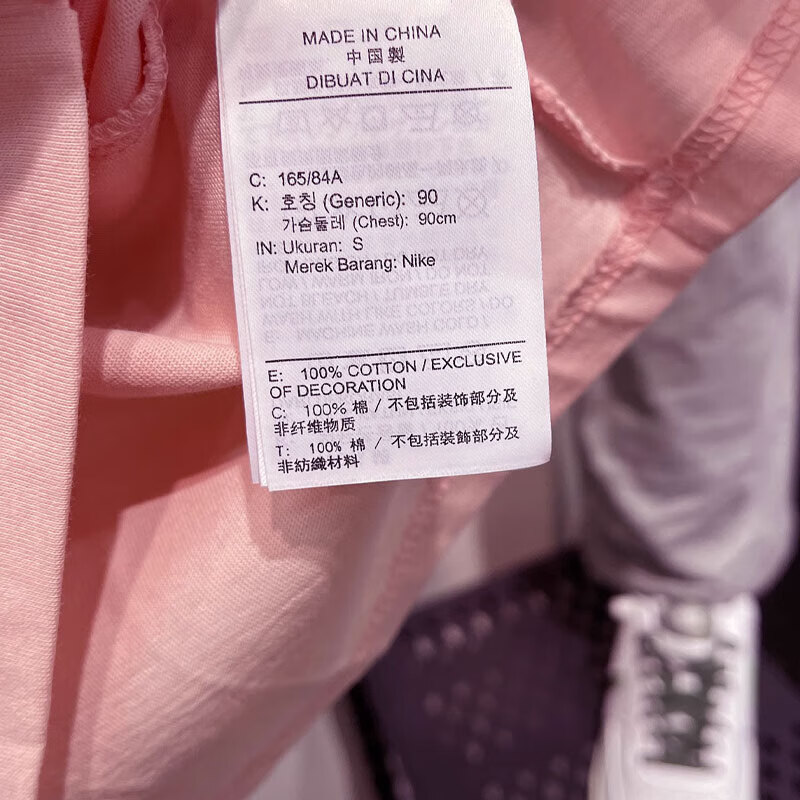 MADE IN CHINA
中国製
DIBUAT DI CINA
C: 165/84A
K: 호칭 (Generic): 90
가슴둘레 (Chest): 90cm
IN: Ukuran: S
Merek Barang: Nike
E: 100% COTTON / EXCLUSIVE
OF DECORATION
C: 100% 棉 / 不包括装饰部分及
非纤维物质
T: 100% 棉 / 不包括裝飾部分及
非紡織材料